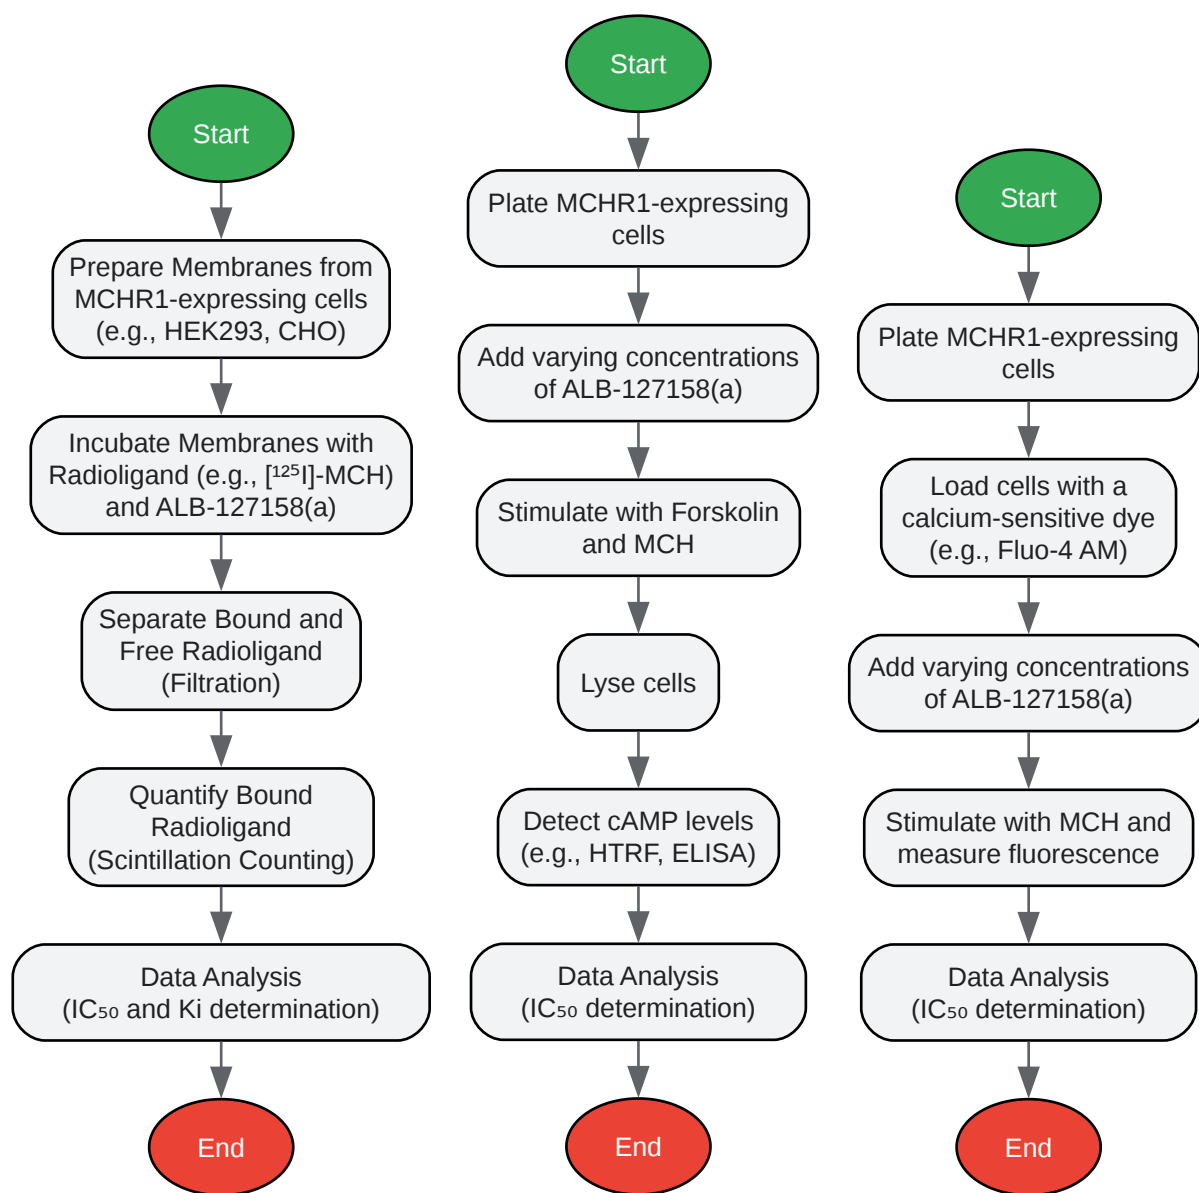 Start
Prepare Membranes from
MCHR1-expressing cells
(e.g., HEK293, CHO)
Incubate Membranes with
Radioligand (e.g., [¹²⁵I]-MCH)
and ALB-127158(a)
Separate Bound and
Free Radioligand
(Filtration)
Quantify Bound
Radioligand
(Scintillation Counting)
Data Analysis
(IC₅₀ and Ki determination)
End
Start
Plate MCHR1-expressing
cells
Add varying concentrations
of ALB-127158(a)
Stimulate with Forskolin
and MCH
Lyse cells
Detect cAMP levels
(e.g., HTRF, ELISA)
Data Analysis
(IC₅₀ determination)
End
Start
Plate MCHR1-expressing
cells
Load cells with a
calcium-sensitive dye
(e.g., Fluo-4 AM)
Add varying concentrations
of ALB-127158(a)
Stimulate with MCH and
measure fluorescence
Data Analysis
(IC₅₀ determination)
End